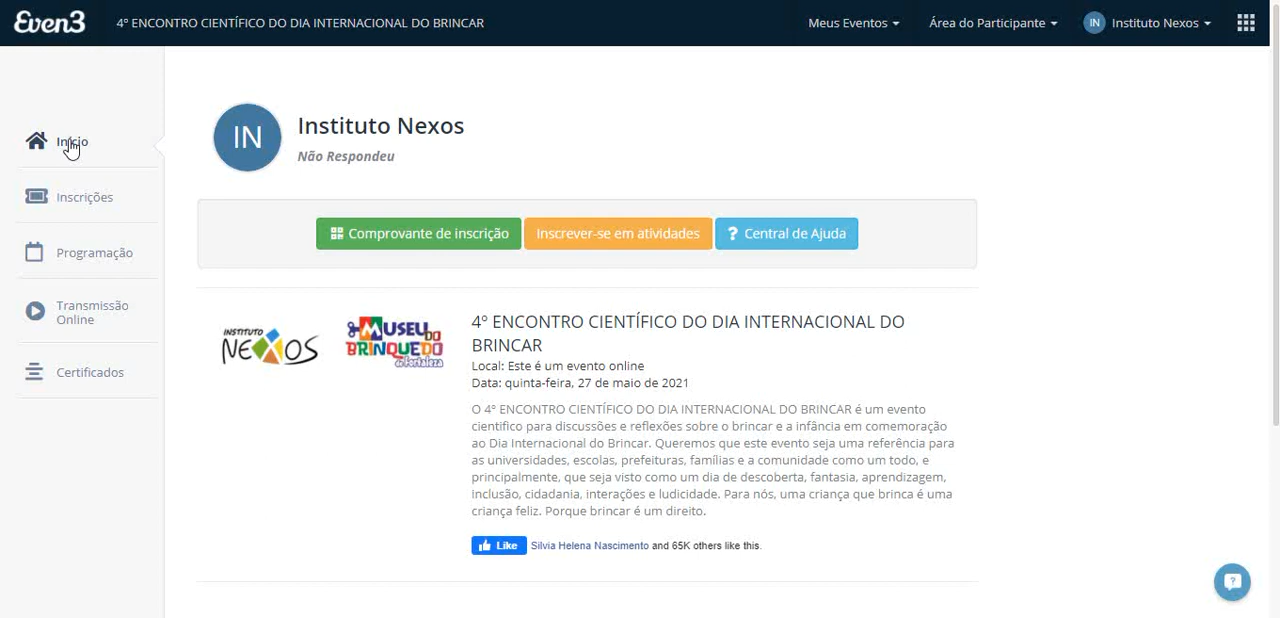 Even3
4º ENCONTRO CIENTÍFICO DO DIA INTERNACIONAL DO BRINCAR
Meus Eventos
Área do Participante
IN
Instituto Nexos
Início
Inscrições
Programação
Transmissão
Online
Certificados
IN
Instituto Nexos
Não Respondeu
Comprovante de inscrição
Inscrever-se em atividades
? Central de Ajuda
INSTITUTO
NEXOS
MUSEU DO
BRINQUEDO
de Fortaleza
4º ENCONTRO CIENTÍFICO DO DIA INTERNACIONAL DO
BRINCAR
Local: Este é um evento online
Data: quinta-feira, 27 de maio de 2021
O 4º ENCONTRO CIENTÍFICO DO DIA INTERNACIONAL DO BRINCAR é um evento
cientifico para discussões e reflexões sobre o brincar e a infância em comemoração
ao Dia Internacional do Brincar. Queremos que este evento seja uma referência para
as universidades, escolas, prefeituras, famílias e a comunidade como um todo, e
principalmente, que seja visto como um dia de descoberta, fantasia, aprendizagem,
inclusão, cidadania, interações e ludicidade. Para nós, uma criança que brinca é uma
criança feliz. Porque brincar é um direito.
Like
Silvia Helena Nascimento and 65K others like this.
?